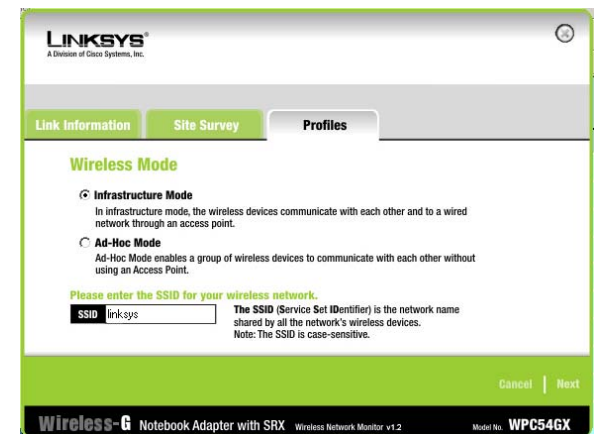 LINKSYS®
A Division of Cisco Systems, Inc.
Link Information Site Survey Profiles
Wireless Mode
Infrastructure Mode
In infrastructure mode, the wireless devices communicate with each other and to a wired
network through an access point.
Ad-Hoc Mode
Ad-Hoc Mode enables a group of wireless devices to communicate with each other without
using an Access Point.
Please enter the SSID for your wireless network.
SSID linksys
The SSID (Service Set IDentifier) is the network name
shared by all the network's wireless devices.
Note: The SSID is case-sensitive.
Cancel | Next
Wireless-G Notebook Adapter with SRX Wireless Network Monitor v1.2 Model No. WPC54GX